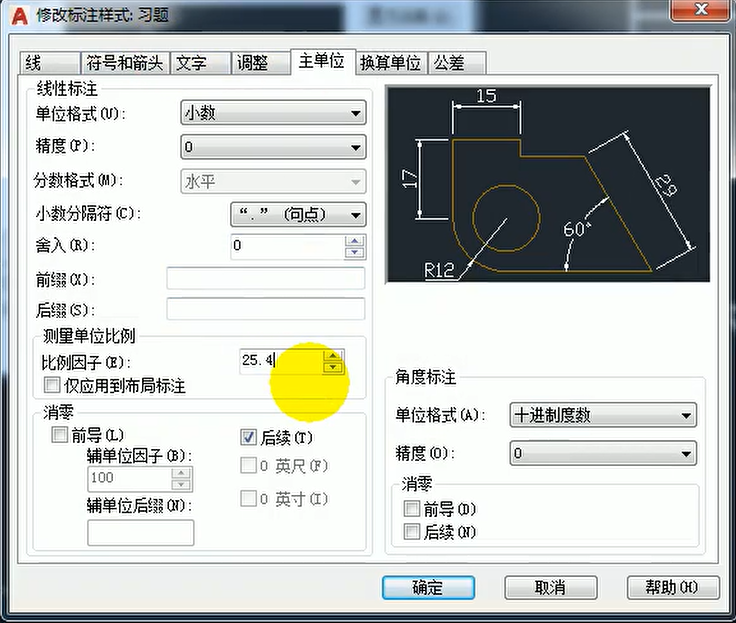 修改标注样式: 习题
线 符号和箭头 文字 调整 主单位 换算单位 公差
线性标注
单位格式(U): 小数
精度(P): 0
分数格式(M): 水平
小数分隔符(C): “.” (句点)
舍入(R): 0
前缀(X):
后缀(S):
测量单位比例
比例因子(E): 25.4
仅应用到布局标注
消零
前导(L)
后续(T)
辅单位因子(B):
0 英尺(F)
100
辅单位后缀(N):
0 英寸(I)
15
17
29
60°
R12
角度标注
单位格式(A): 十进制度数
精度(O): 0
消零
前导(D)
后续(N)
确定 取消 帮助(H)